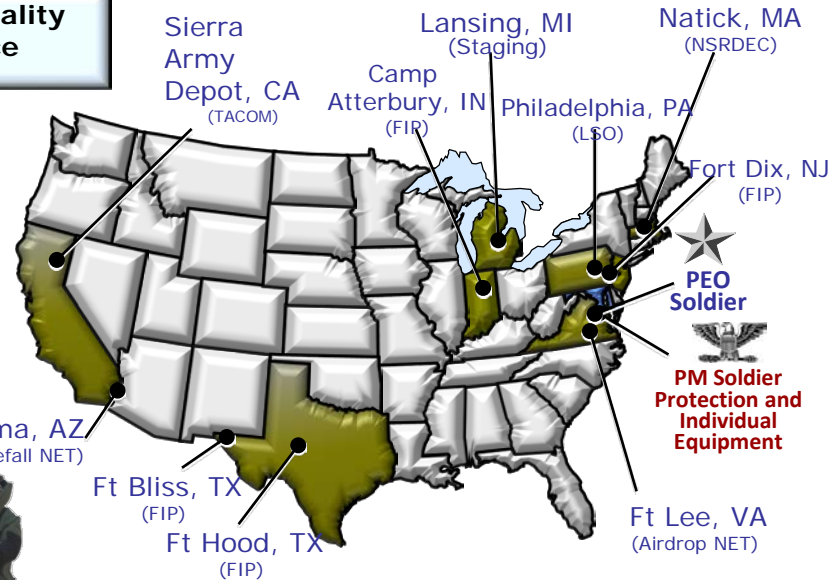 ality
ce
Sierra
Army
Depot, CA
(TACOM)
Lansing, MI
(Staging)
Natick, MA
(NSRDEC)
Camp
Atterbury, IN
(FIP)
Philadelphia, PA
(LSO)
Fort Dix, NJ
(FIP)
PEO
Soldier
PM Soldier
Protection and
Individual
Equipment
ma, AZ
efall NET)
Ft Bliss, TX
(FIP)
Ft Hood, TX
(FIP)
Ft Lee, VA
(Airdrop NET)